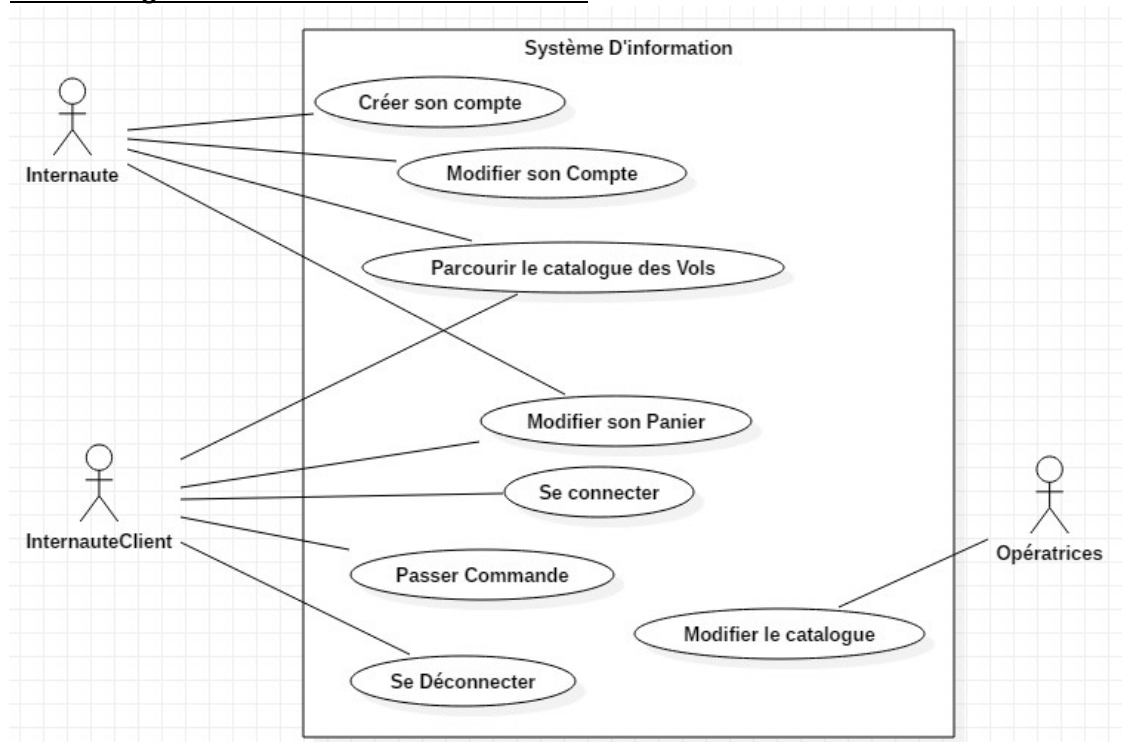 Système D'information
Créer son compte
Internaute
Modifier son Compte
Parcourir le catalogue des Vols
Modifier son Panier
Se connecter
InternauteClient
Opératrices
Passer Commande
Modifier le catalogue
Se Déconnecter